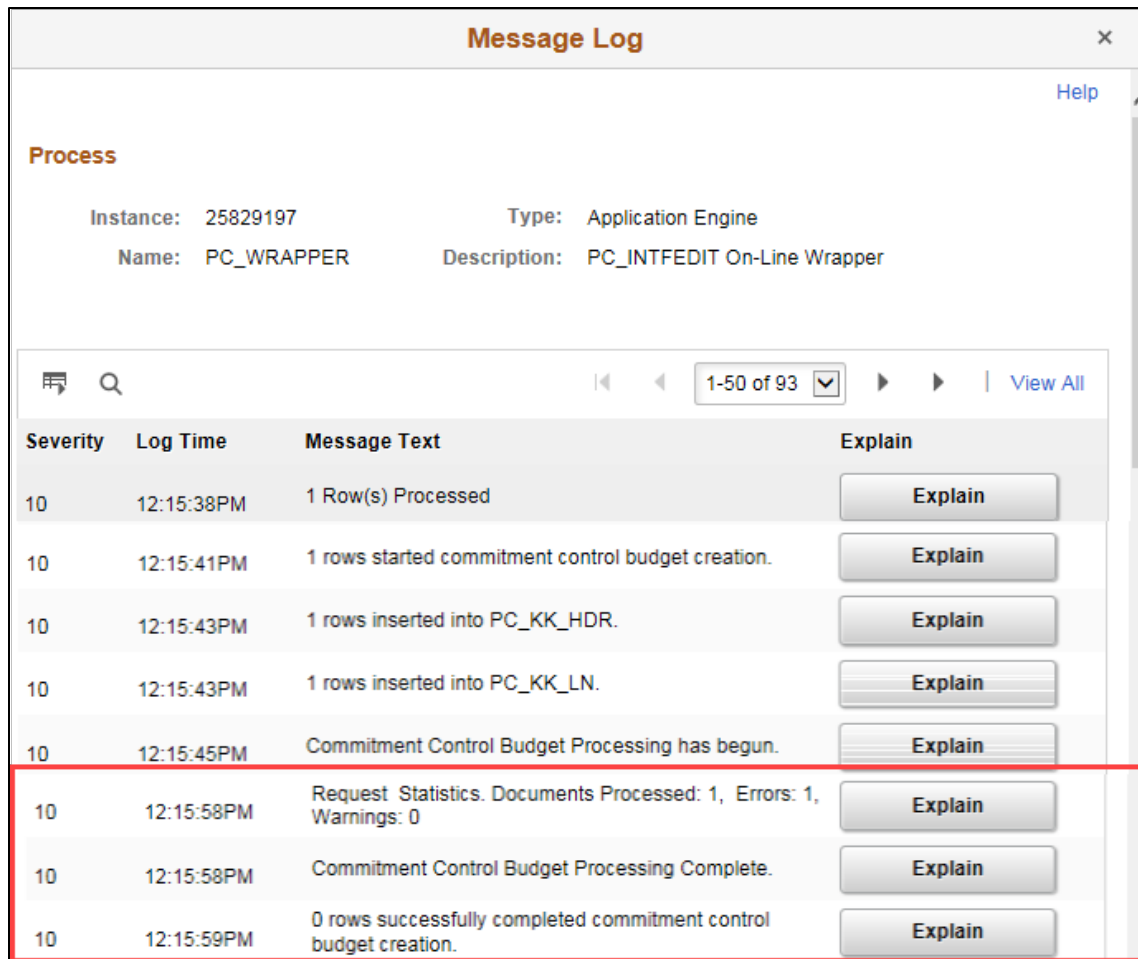 Message Log ×
Help
Process
Instance: 25829197 Type: Application Engine
Name: PC_WRAPPER Description: PC_INTFEDIT On-Line Wrapper
1-50 of 93 | View All
Severity Log Time Message Text Explain
10 12:15:38PM 1 Row(s) Processed Explain
10 12:15:41PM 1 rows started commitment control budget creation. Explain
10 12:15:43PM 1 rows inserted into PC_KK_HDR. Explain
10 12:15:43PM 1 rows inserted into PC_KK_LN. Explain
10 12:15:45PM Commitment Control Budget Processing has begun. Explain
10 12:15:58PM Request Statistics. Documents Processed: 1, Errors: 1, Explain
Warnings: 0
10 12:15:58PM Commitment Control Budget Processing Complete. Explain
10 12:15:59PM 0 rows successfully completed commitment control Explain
budget creation.